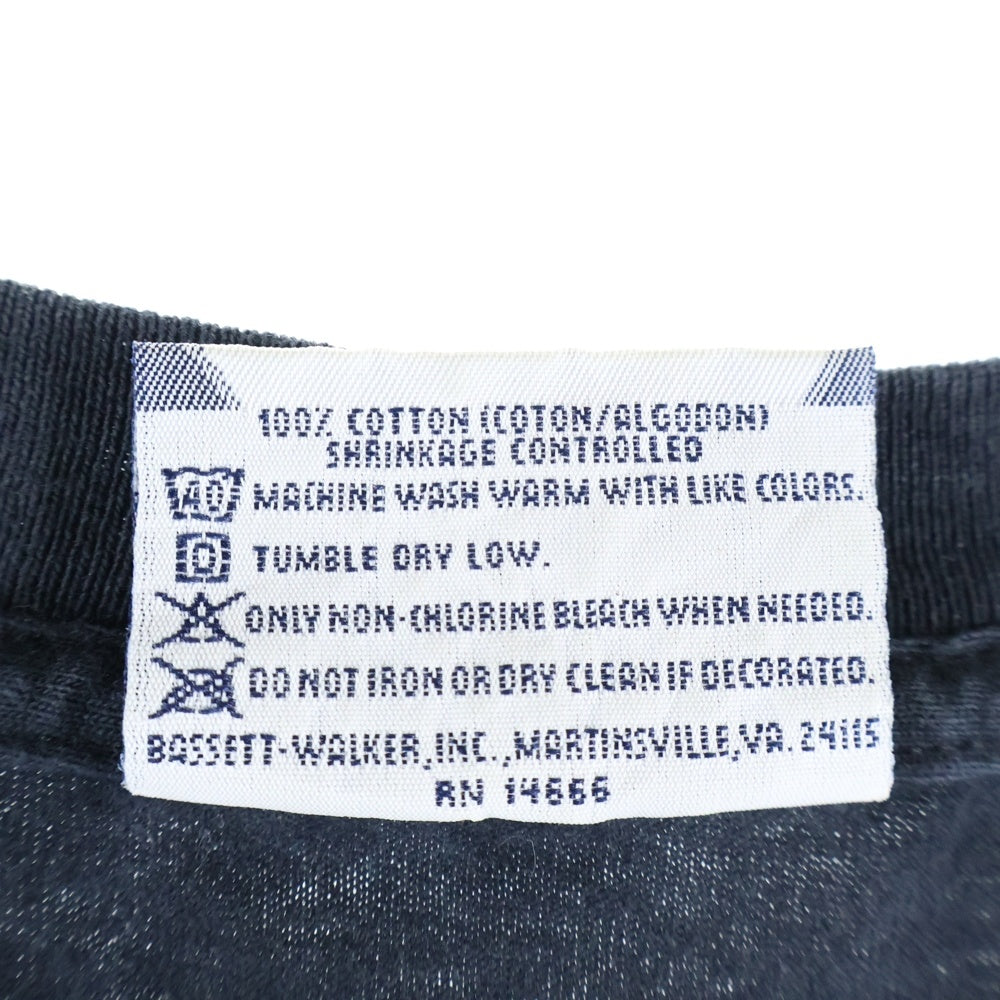 100% COTTON (COTON/ALGODON)
SHRINKAGE CONTROLLED
40 MACHINE WASH WARM WITH LIKE COLORS.
TUMBLE DRY LOW.
ONLY NON-CHLORINE BLEACH WHEN NEEDED.
DO NOT IRON OR DRY CLEAN IF DECORATED.
BASSETT-WALKER, INC., MARTINSVILLE, VA. 24115
RN 14666